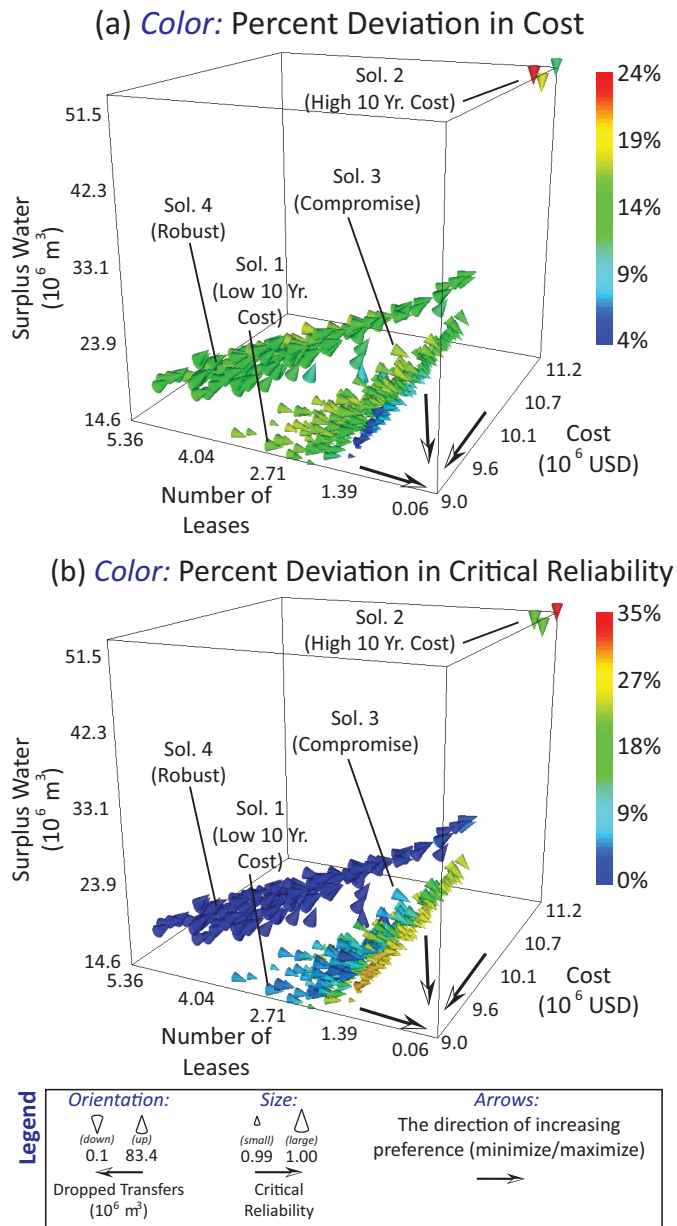 (a) Color: Percent Deviation in Cost
Sol. 2
(High 10 Yr. Cost)
24%
19%
14%
9%
4%
51.5
42.3
33.1
23.9
14.6
Surplus Water
(10⁶ m³)
Sol. 3
(Compromise)
Sol. 4
(Robust)
Sol. 1
(Low 10 Yr.
Cost)
5.36
4.04
2.71
1.39
0.06
Number of
Leases
11.2
10.7
10.1
9.6
9.0
Cost
(10⁶ USD)
(b) Color: Percent Deviation in Critical Reliability
Sol. 2
(High 10 Yr. Cost)
35%
27%
18%
9%
0%
51.5
42.3
33.1
23.9
14.6
Surplus Water
(10⁶ m³)
Sol. 3
(Compromise)
Sol. 4
(Robust)
Sol. 1
(Low 10 Yr.
Cost)
5.36
4.04
2.71
1.39
0.06
Number of
Leases
11.2
10.7
10.1
9.6
9.0
Cost
(10⁶ USD)
Legend
Orientation:
(down) (up)
0.1 83.4
Dropped Transfers
(10⁶ m³)
Size:
(small) (large)
0.99 1.00
Critical
Reliability
Arrows:
The direction of increasing
preference (minimize/maximize)